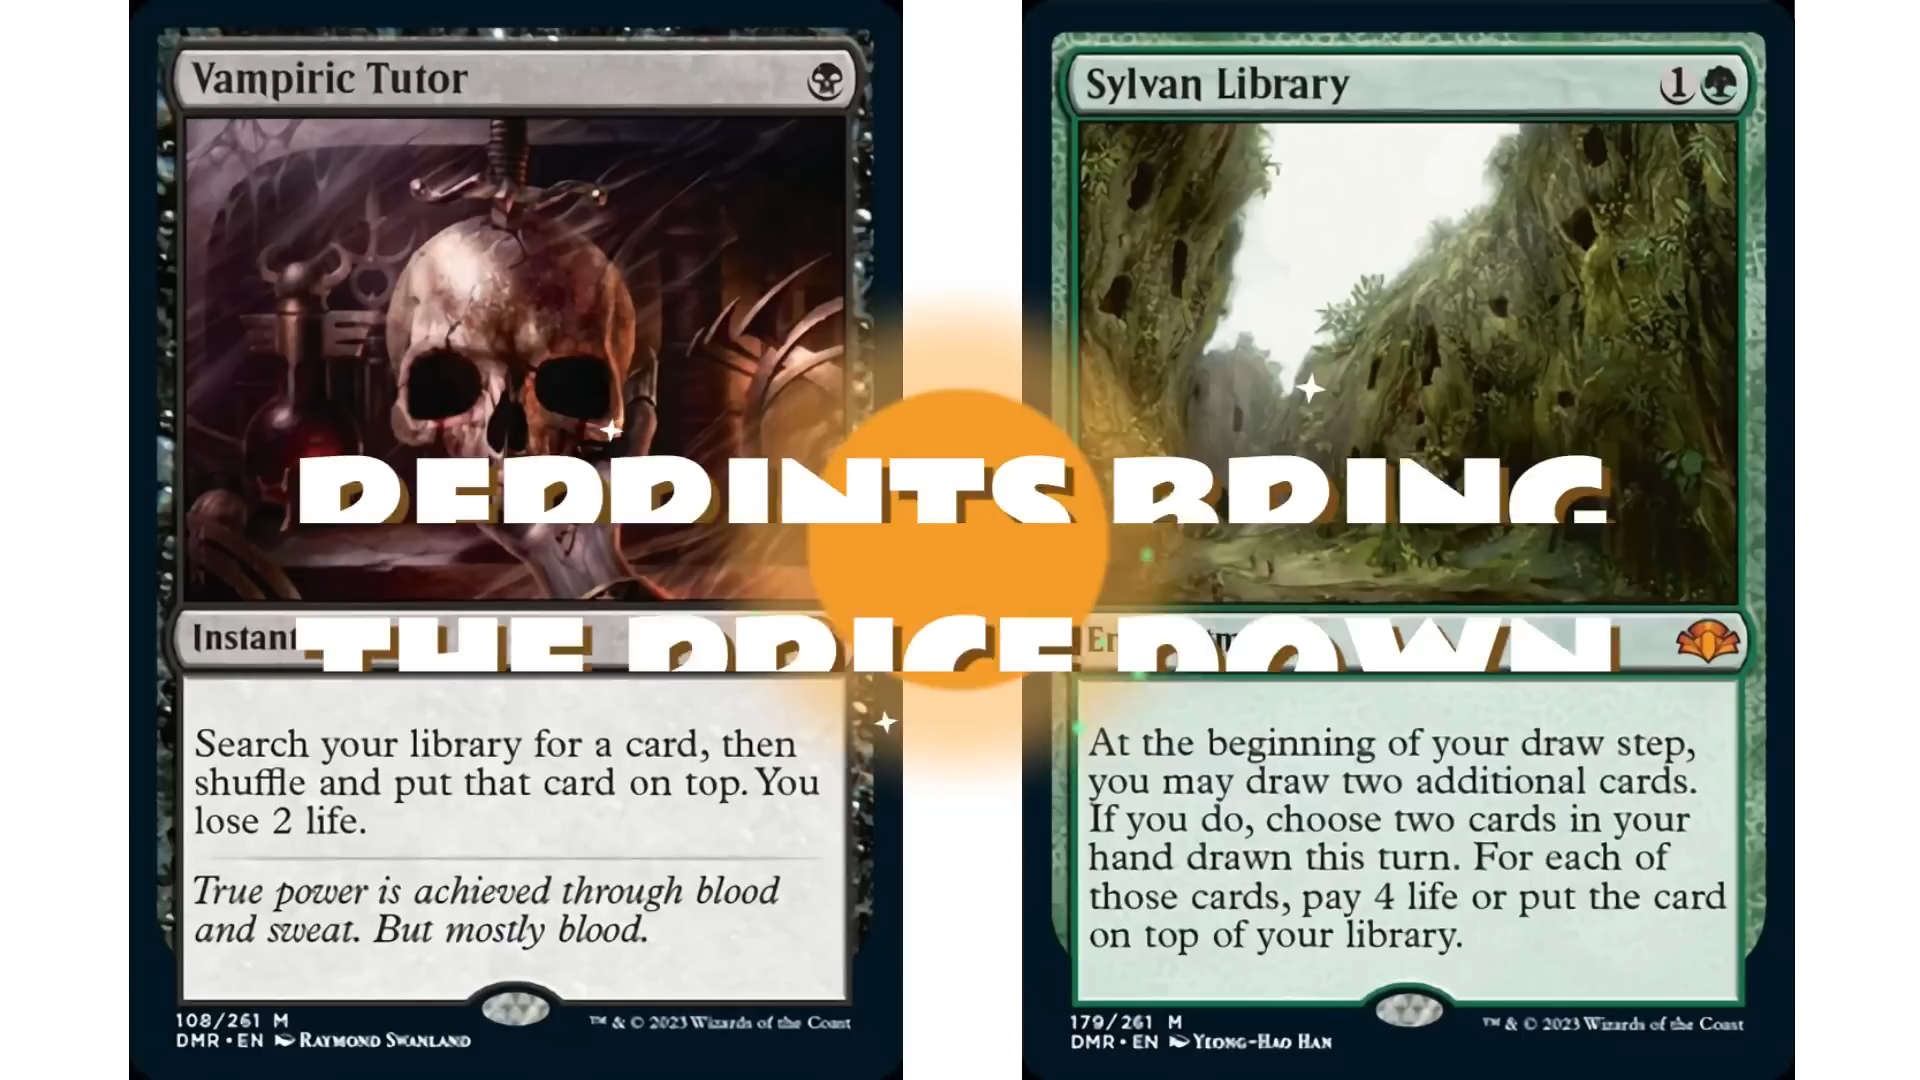 Vampiric Tutor
Instant
Search your library for a card, then
shuffle and put that card on top. You
lose 2 life.
True power is achieved through blood
and sweat. But mostly blood.
108/261 M
DMR • EN RAYMOND SWANLAND
™ & © 2023 Wizards of the Coast
REPRINTS BRING
THE PRICE DOWN
Sylvan Library
1
At the beginning of your draw step,
you may draw two additional cards.
If you do, choose two cards in your
hand drawn this turn. For each of
those cards, pay 4 life or put the card
on top of your library.
179/261 M
DMR • EN YEONG-HAO HAN
™ & © 2023 Wizards of the Coast